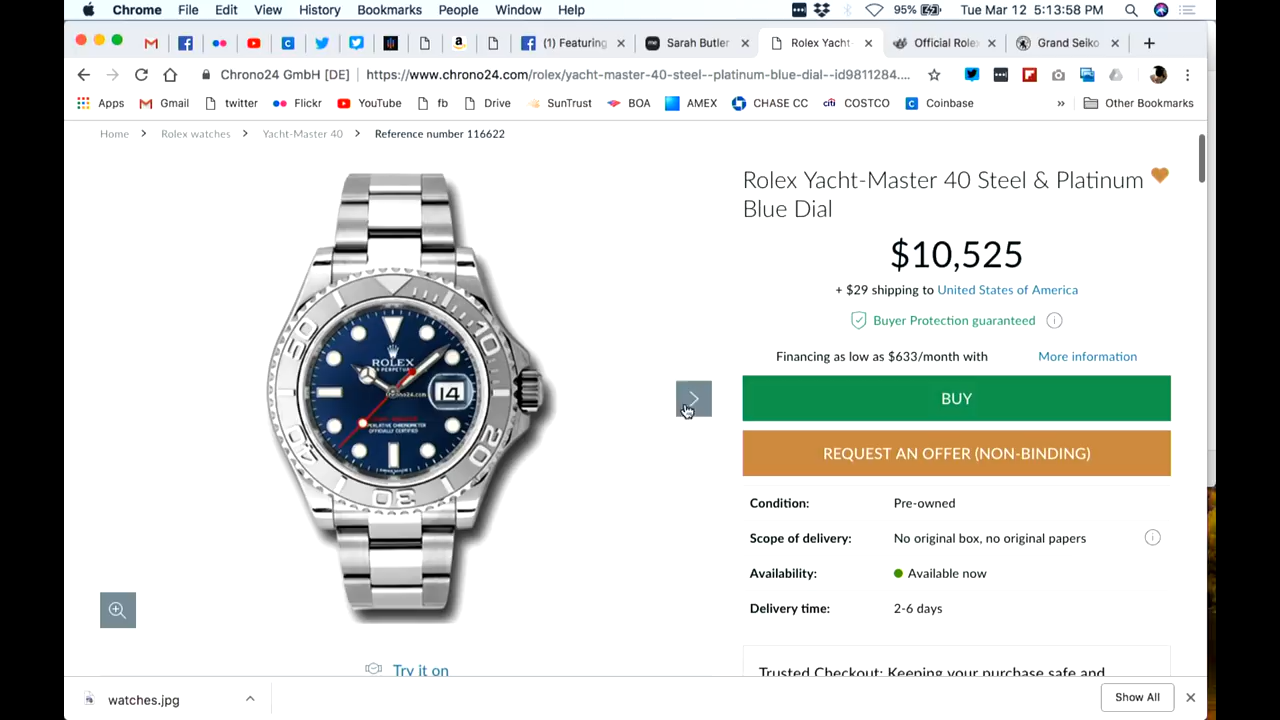 Chrome File Edit View History Bookmarks People Window Help 95% Tue Mar 12 5:13:58 PM
(1) Featuring Sarah Butler Rolex Yacht- Official Role Grand Seiko
Chrono24 GmbH [DE] https://www.chrono24.com/rolex/yacht-master-40-steel--platinum-blue-dial--id9811284....
Apps Gmail twitter Flickr YouTube fb Drive SunTrust BOA AMEX CHASE CC citi COSTCO Coinbase » Other Bookmarks
Home Rolex watches Yacht-Master 40 Reference number 116622
Rolex Yacht-Master 40 Steel & Platinum
Blue Dial
$10,525
+ $29 shipping to United States of America
Buyer Protection guaranteed
Financing as low as $633/month with More information
BUY
REQUEST AN OFFER (NON-BINDING)
Condition: Pre-owned
Scope of delivery: No original box, no original papers
Availability: Available now
Delivery time: 2-6 days
Trusted Checkout: Keeping your purchase safe and
10
20
30
40
50
ROLEX
14
Try it on
watches.jpg
Show All